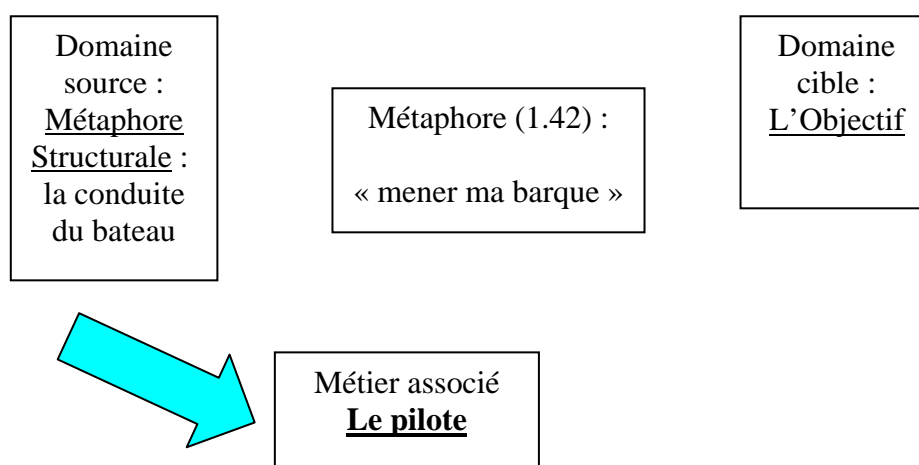 Domaine
source :
Métaphore
Structurale :
la conduite
du bateau
Métaphore (1.42) :
« mener ma barque »
Domaine
cible :
L’Objectif
Métier associé
Le pilote